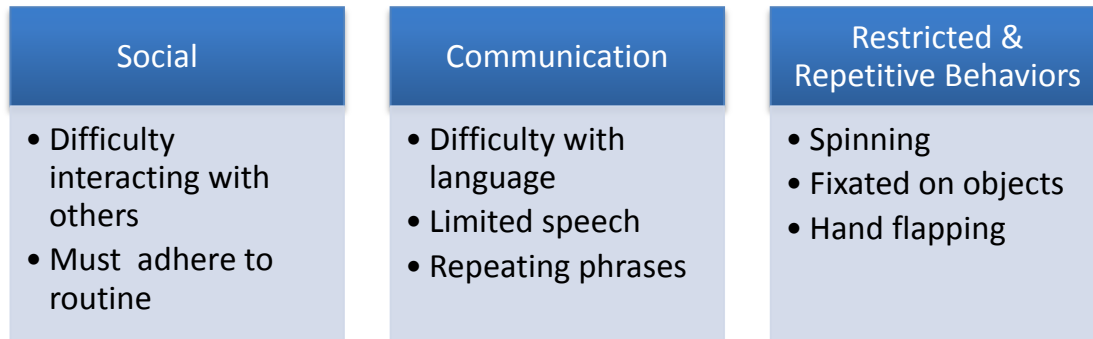 Social
• Difficulty
interacting with
others
• Must  adhere to
routine
Communication
• Difficulty with
language
• Limited speech
• Repeating phrases
Restricted &
Repetitive Behaviors
• Spinning
• Fixated on objects
• Hand flapping